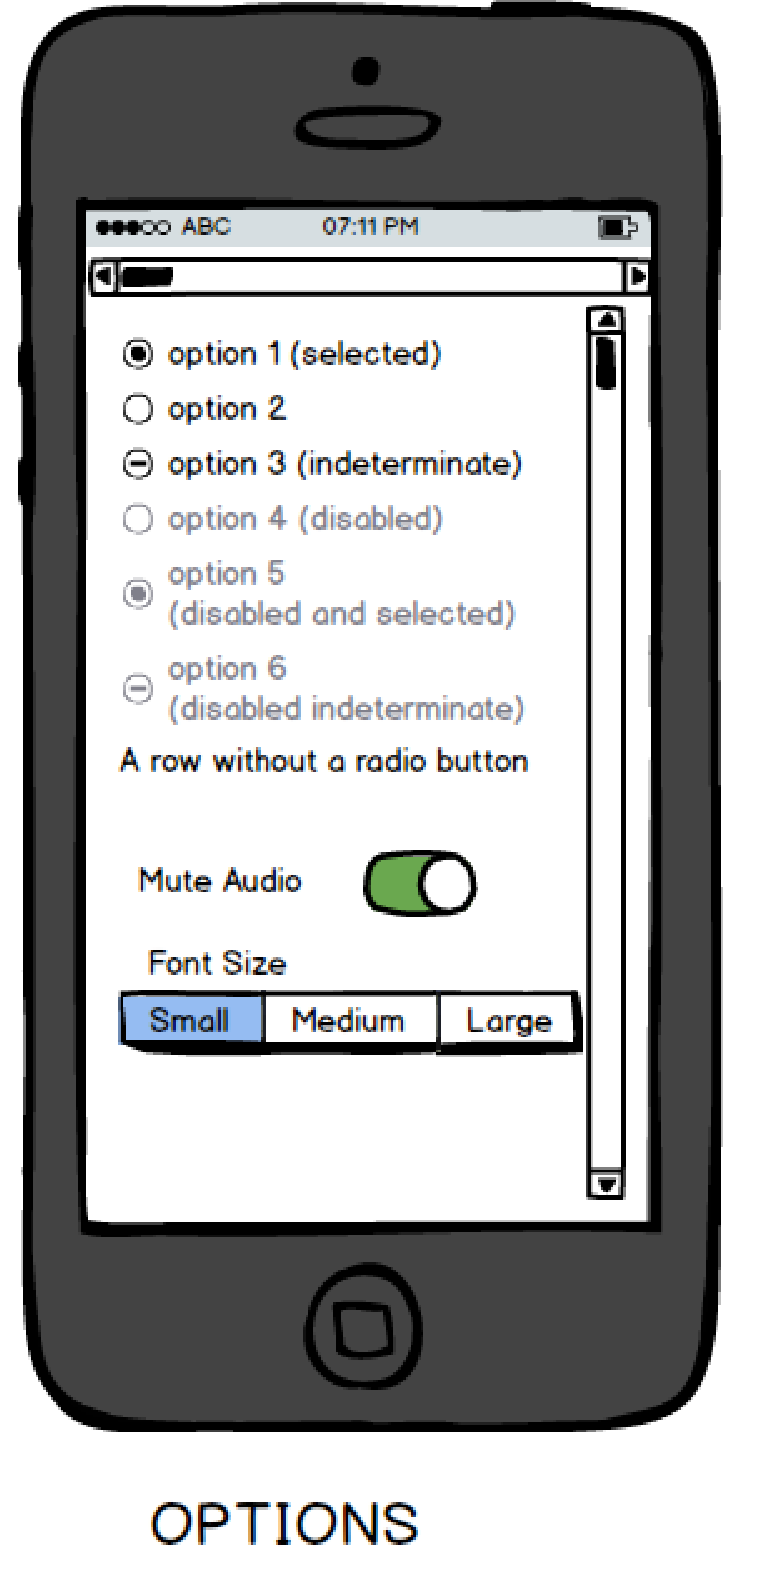 ABC 07:11 PM
option 1 (selected)
option 2
option 3 (indeterminate)
option 4 (disabled)
option 5
(disabled and selected)
option 6
(disabled indeterminate)
A row without a radio button
Mute Audio
Font Size
Small Medium Large
OPTIONS